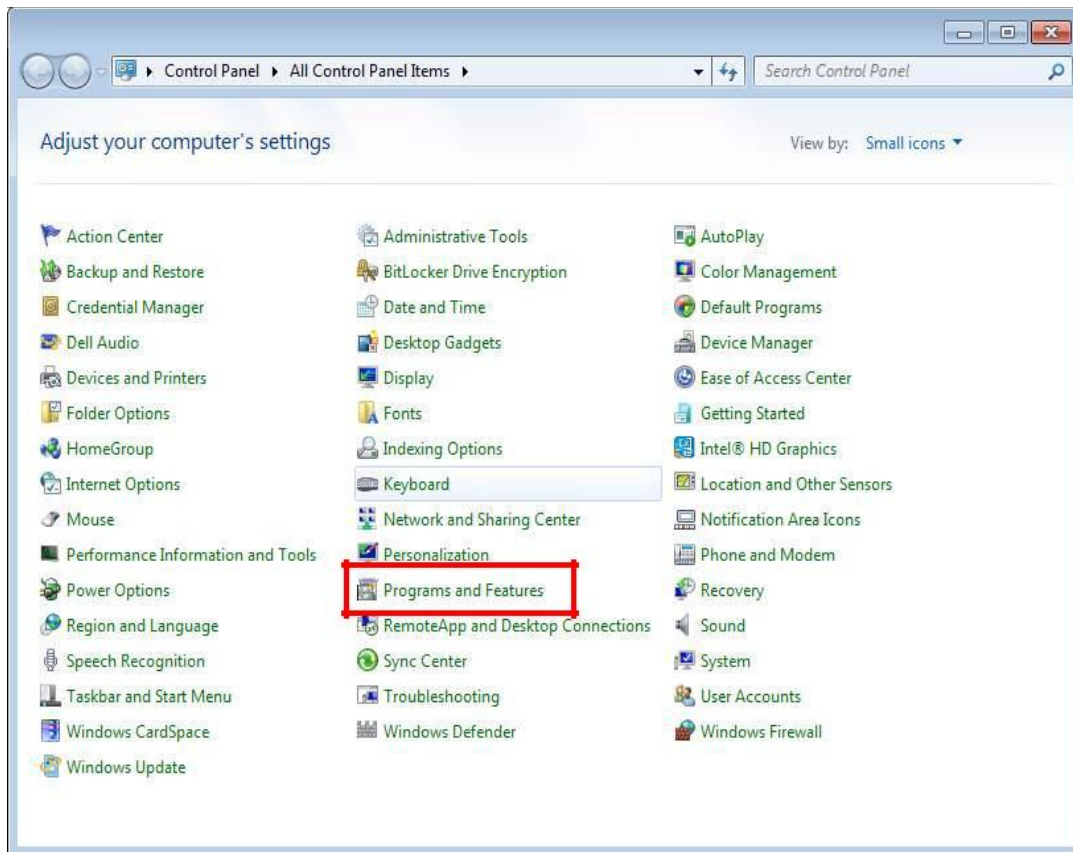 Control Panel All Control Panel Items Search Control Panel
Adjust your computer's settings View by: Small icons
Action Center Administrative Tools AutoPlay
Backup and Restore BitLocker Drive Encryption Color Management
Credential Manager Date and Time Default Programs
Dell Audio Desktop Gadgets Device Manager
Devices and Printers Display Ease of Access Center
Folder Options Fonts Getting Started
HomeGroup Indexing Options Intel® HD Graphics
Internet Options Keyboard Location and Other Sensors
Mouse Network and Sharing Center Notification Area Icons
Performance Information and Tools Personalization Phone and Modem
Power Options Programs and Features Recovery
Region and Language RemoteApp and Desktop Connections Sound
Speech Recognition Sync Center System
Taskbar and Start Menu Troubleshooting User Accounts
Windows CardSpace Windows Defender Windows Firewall
Windows Update